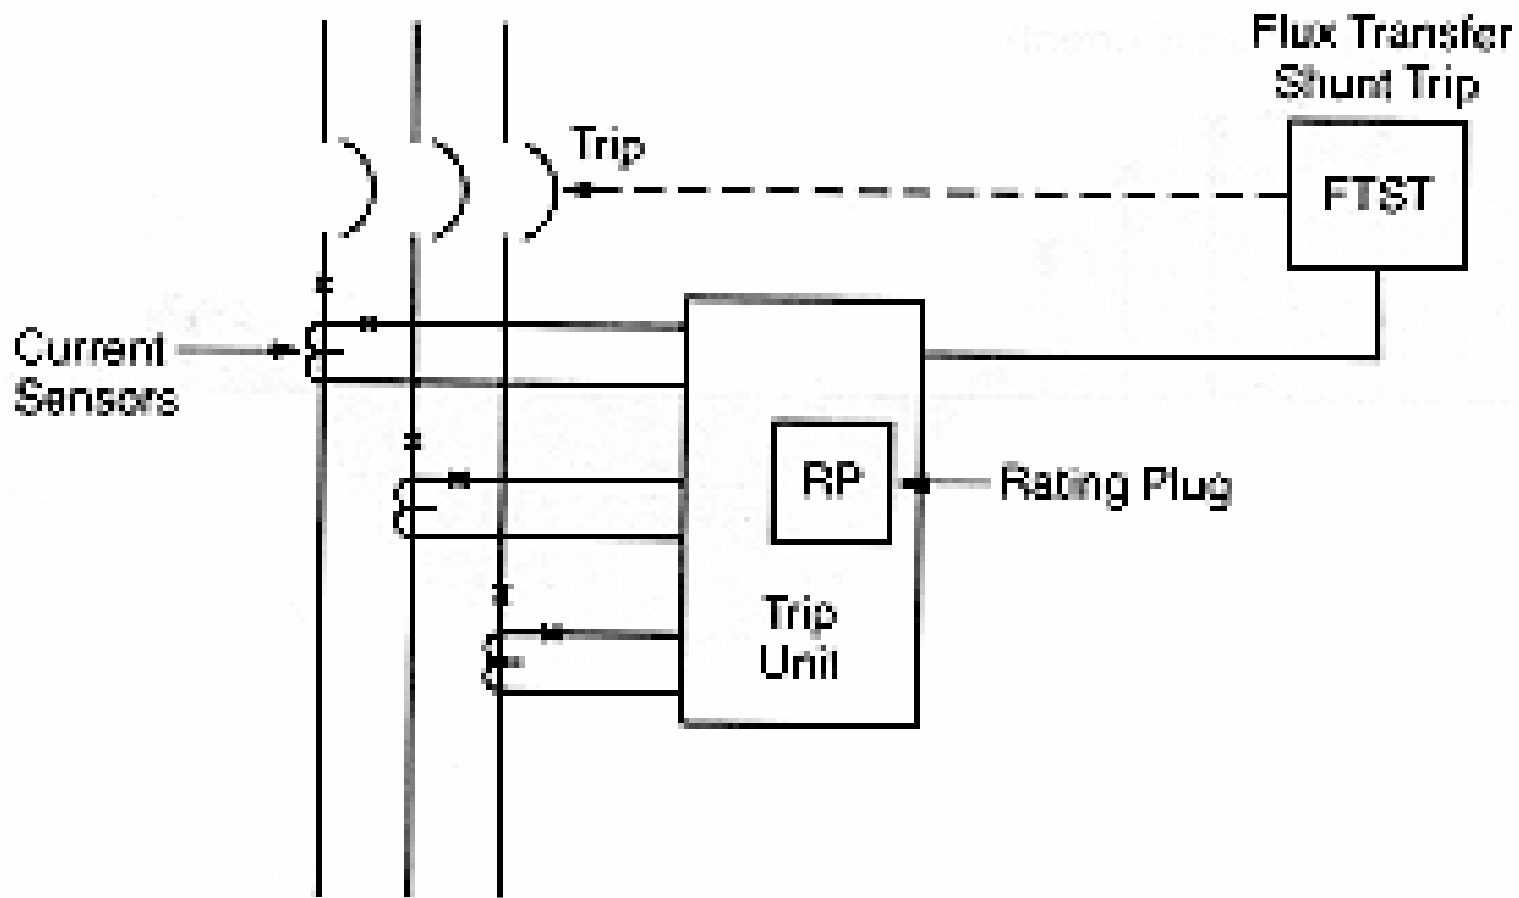 Flux Transfer
Shunt Trip
Trip
FTST
Current
Sensors
RP
Rating Plug
Trip
Unit